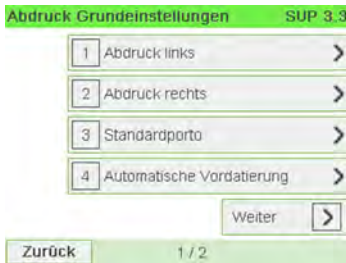 Abdruck Grundeinstellungen SUP 3.3
1 Abdruck links
2 Abdruck rechts
3 Standardporto
4 Automatische Vordatierung
Weiter
Zurück 1 / 2